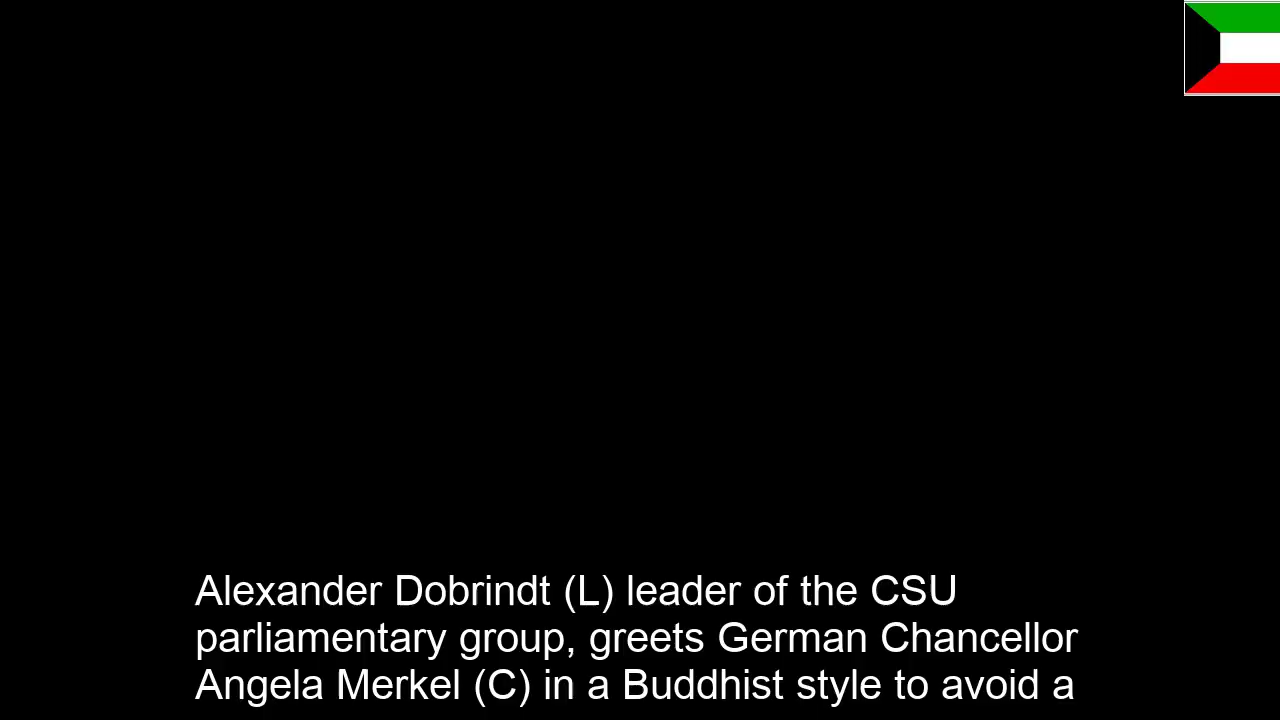 Alexander Dobrindt (L) leader of the CSU
parliamentary group, greets German Chancellor
Angela Merkel (C) in a Buddhist style to avoid a